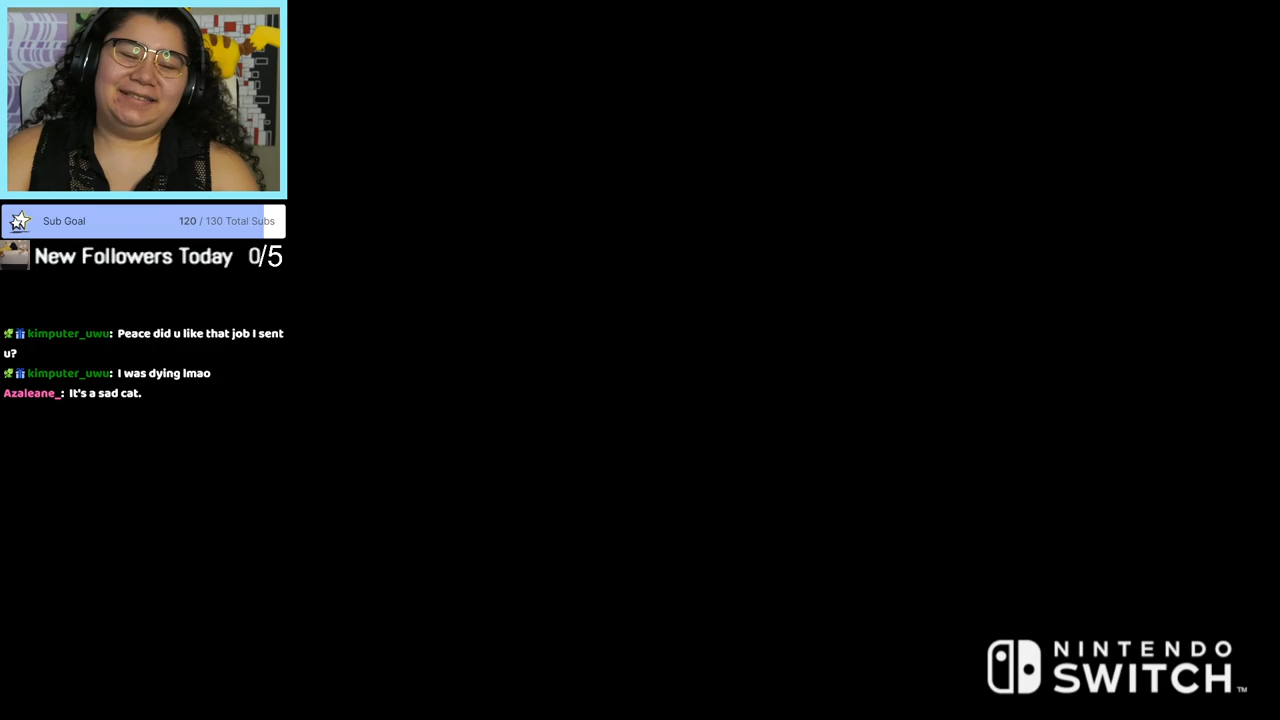 Sub Goal 120 / 130 Total Subs
New Followers Today 0/5
kimputer_uwu: Peace did u like that job I sent
u?
kimputer_uwu: I was dying lmao
Azaleane_: It's a sad cat.
NINTENDO
SWITCH™